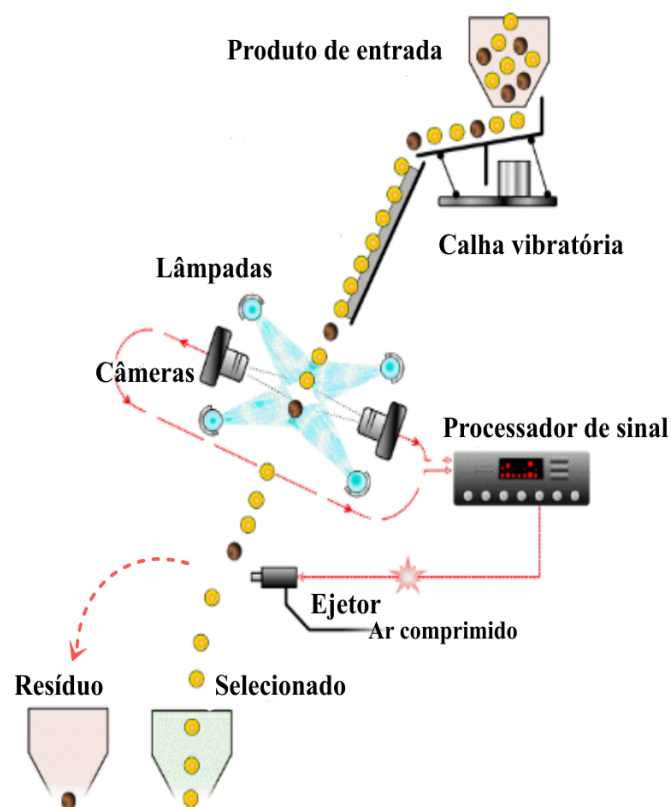 Produto de entrada
Calha vibratória
Lâmpadas
Câmeras
Processador de sinal
Ejetor
Ar comprimido
Resíduo
Selecionado